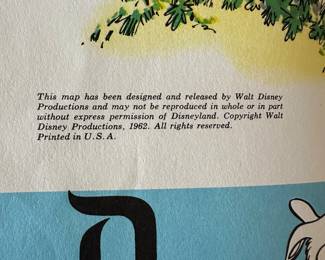 This map has been designed and released by Walt Disney
Productions and may not be reproduced in whole or in part
without express permission of Disneyland. Copyright Walt
Disney Productions, 1962. All rights reserved.
Printed in U.S.A.